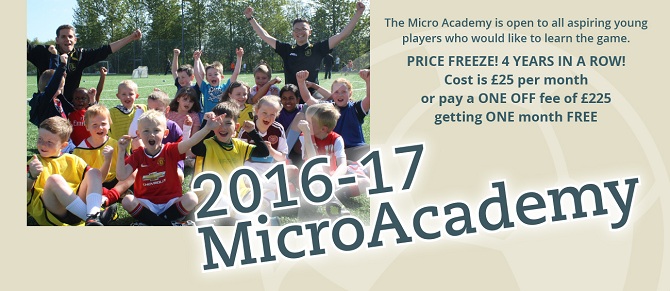 The Micro Academy is open to all aspiring young
players who would like to learn the game.
PRICE FREEZE! 4 YEARS IN A ROW!
Cost is £25 per month
or pay a ONE OFF fee of £225
getting ONE month FREE
2016-17
MicroAcademy